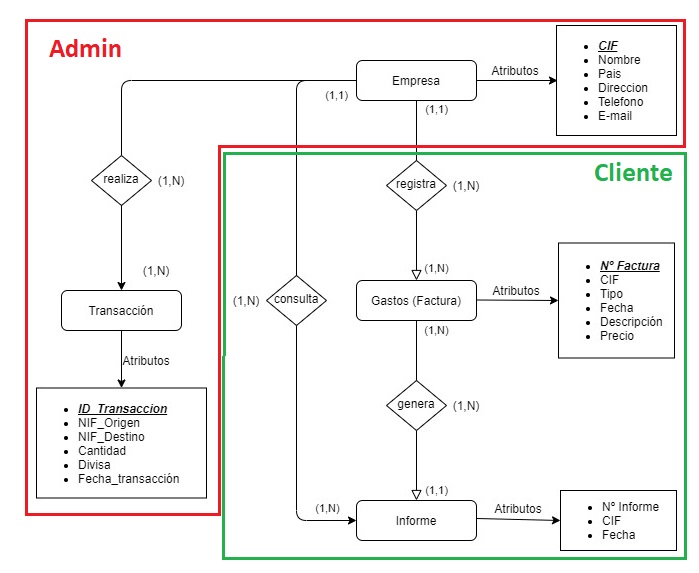 Admin
Empresa
Atributos
CIF
Nombre
Pais
Direccion
Telefono
E-mail
(1,1)
(1,1)
Cliente
realiza
(1,N)
registra
(1,N)
(1,N)
Transacción
(1,N)
consulta
(1,N)
Gastos (Factura)
Atributos
(1,N)
Nº Factura
CIF
Tipo
Fecha
Descripción
Precio
Atributos
ID_Transaccion
NIF_Origen
NIF_Destino
Cantidad
Divisa
Fecha_transacción
genera
(1,N)
(1,1)
(1,N)
Informe
Atributos
Nº Informe
CIF
Fecha